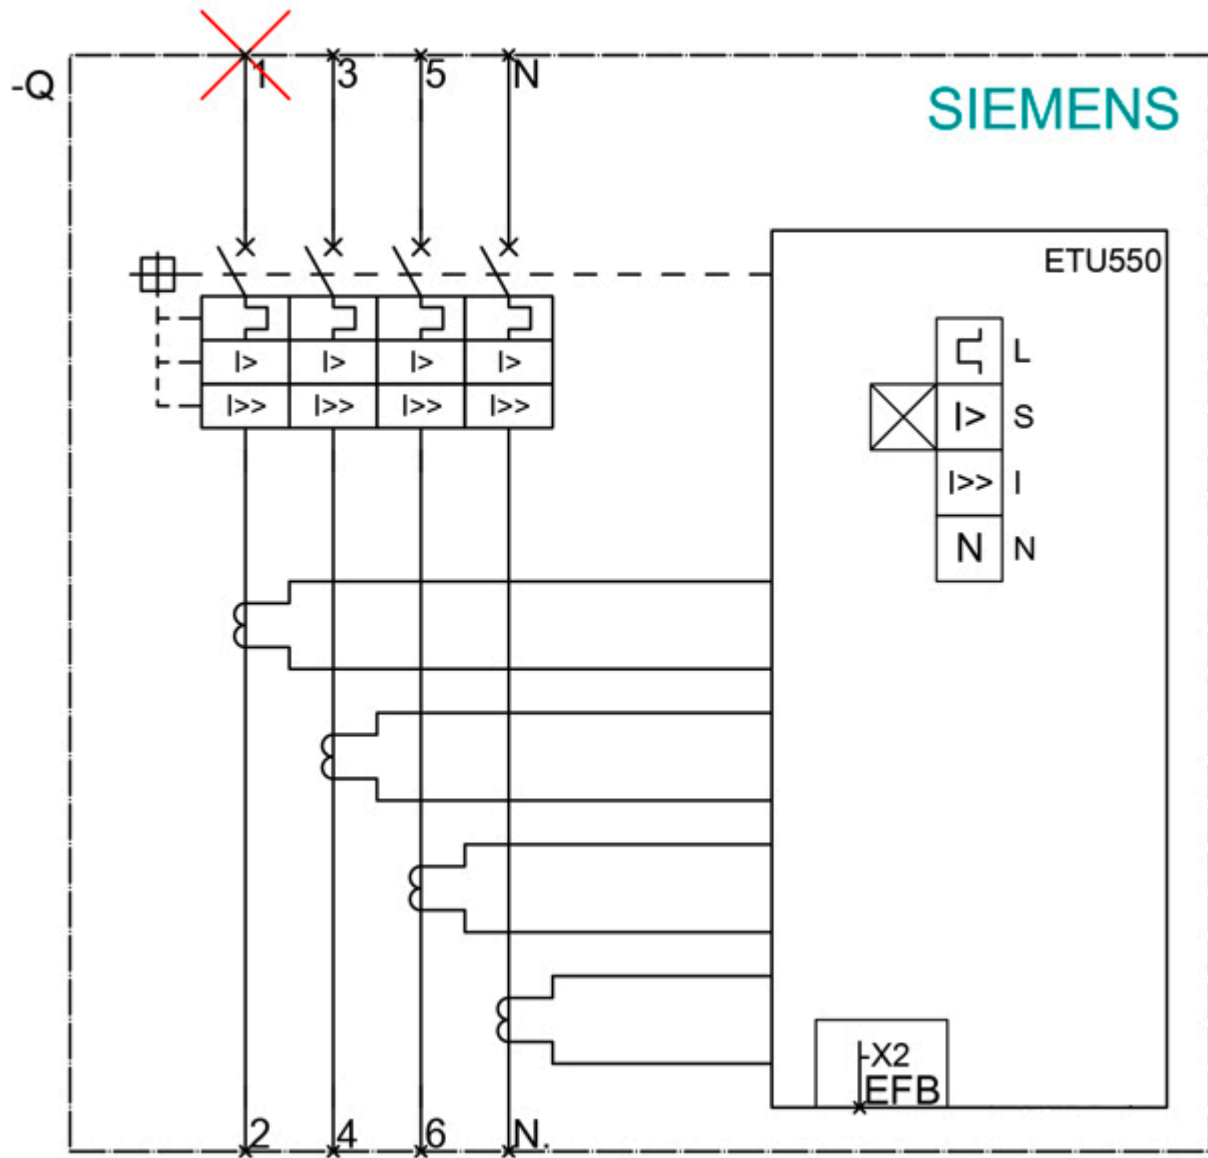 1 3 5 N
-Q
SIEMENS
ETU550
L
I> I> I> I>
I>> I>> I>> I>>
I> S
I>> I
N N
-X2
EFB
2 4 6 N.